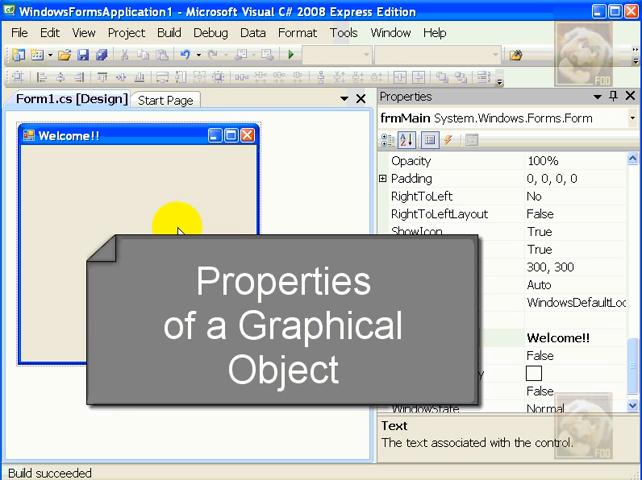 WindowsFormsApplication1 - Microsoft Visual C# 2008 Express Edition
File Edit View Project Build Debug Data Format Tools Window Help
Form1.cs [Design] Start Page
Properties
frmMain System.Windows.Forms.Form
Welcome!!
Opacity 100%
Padding 0, 0, 0, 0
RightToLeft No
RightToLeftLayout False
ShowIcon True
True
300, 300
Auto
WindowsDefaultLoc
Welcome!!
False
False
WindowState Normal
Properties
of a Graphical
Object
Text
The text associated with the control.
FOO
Build succeeded